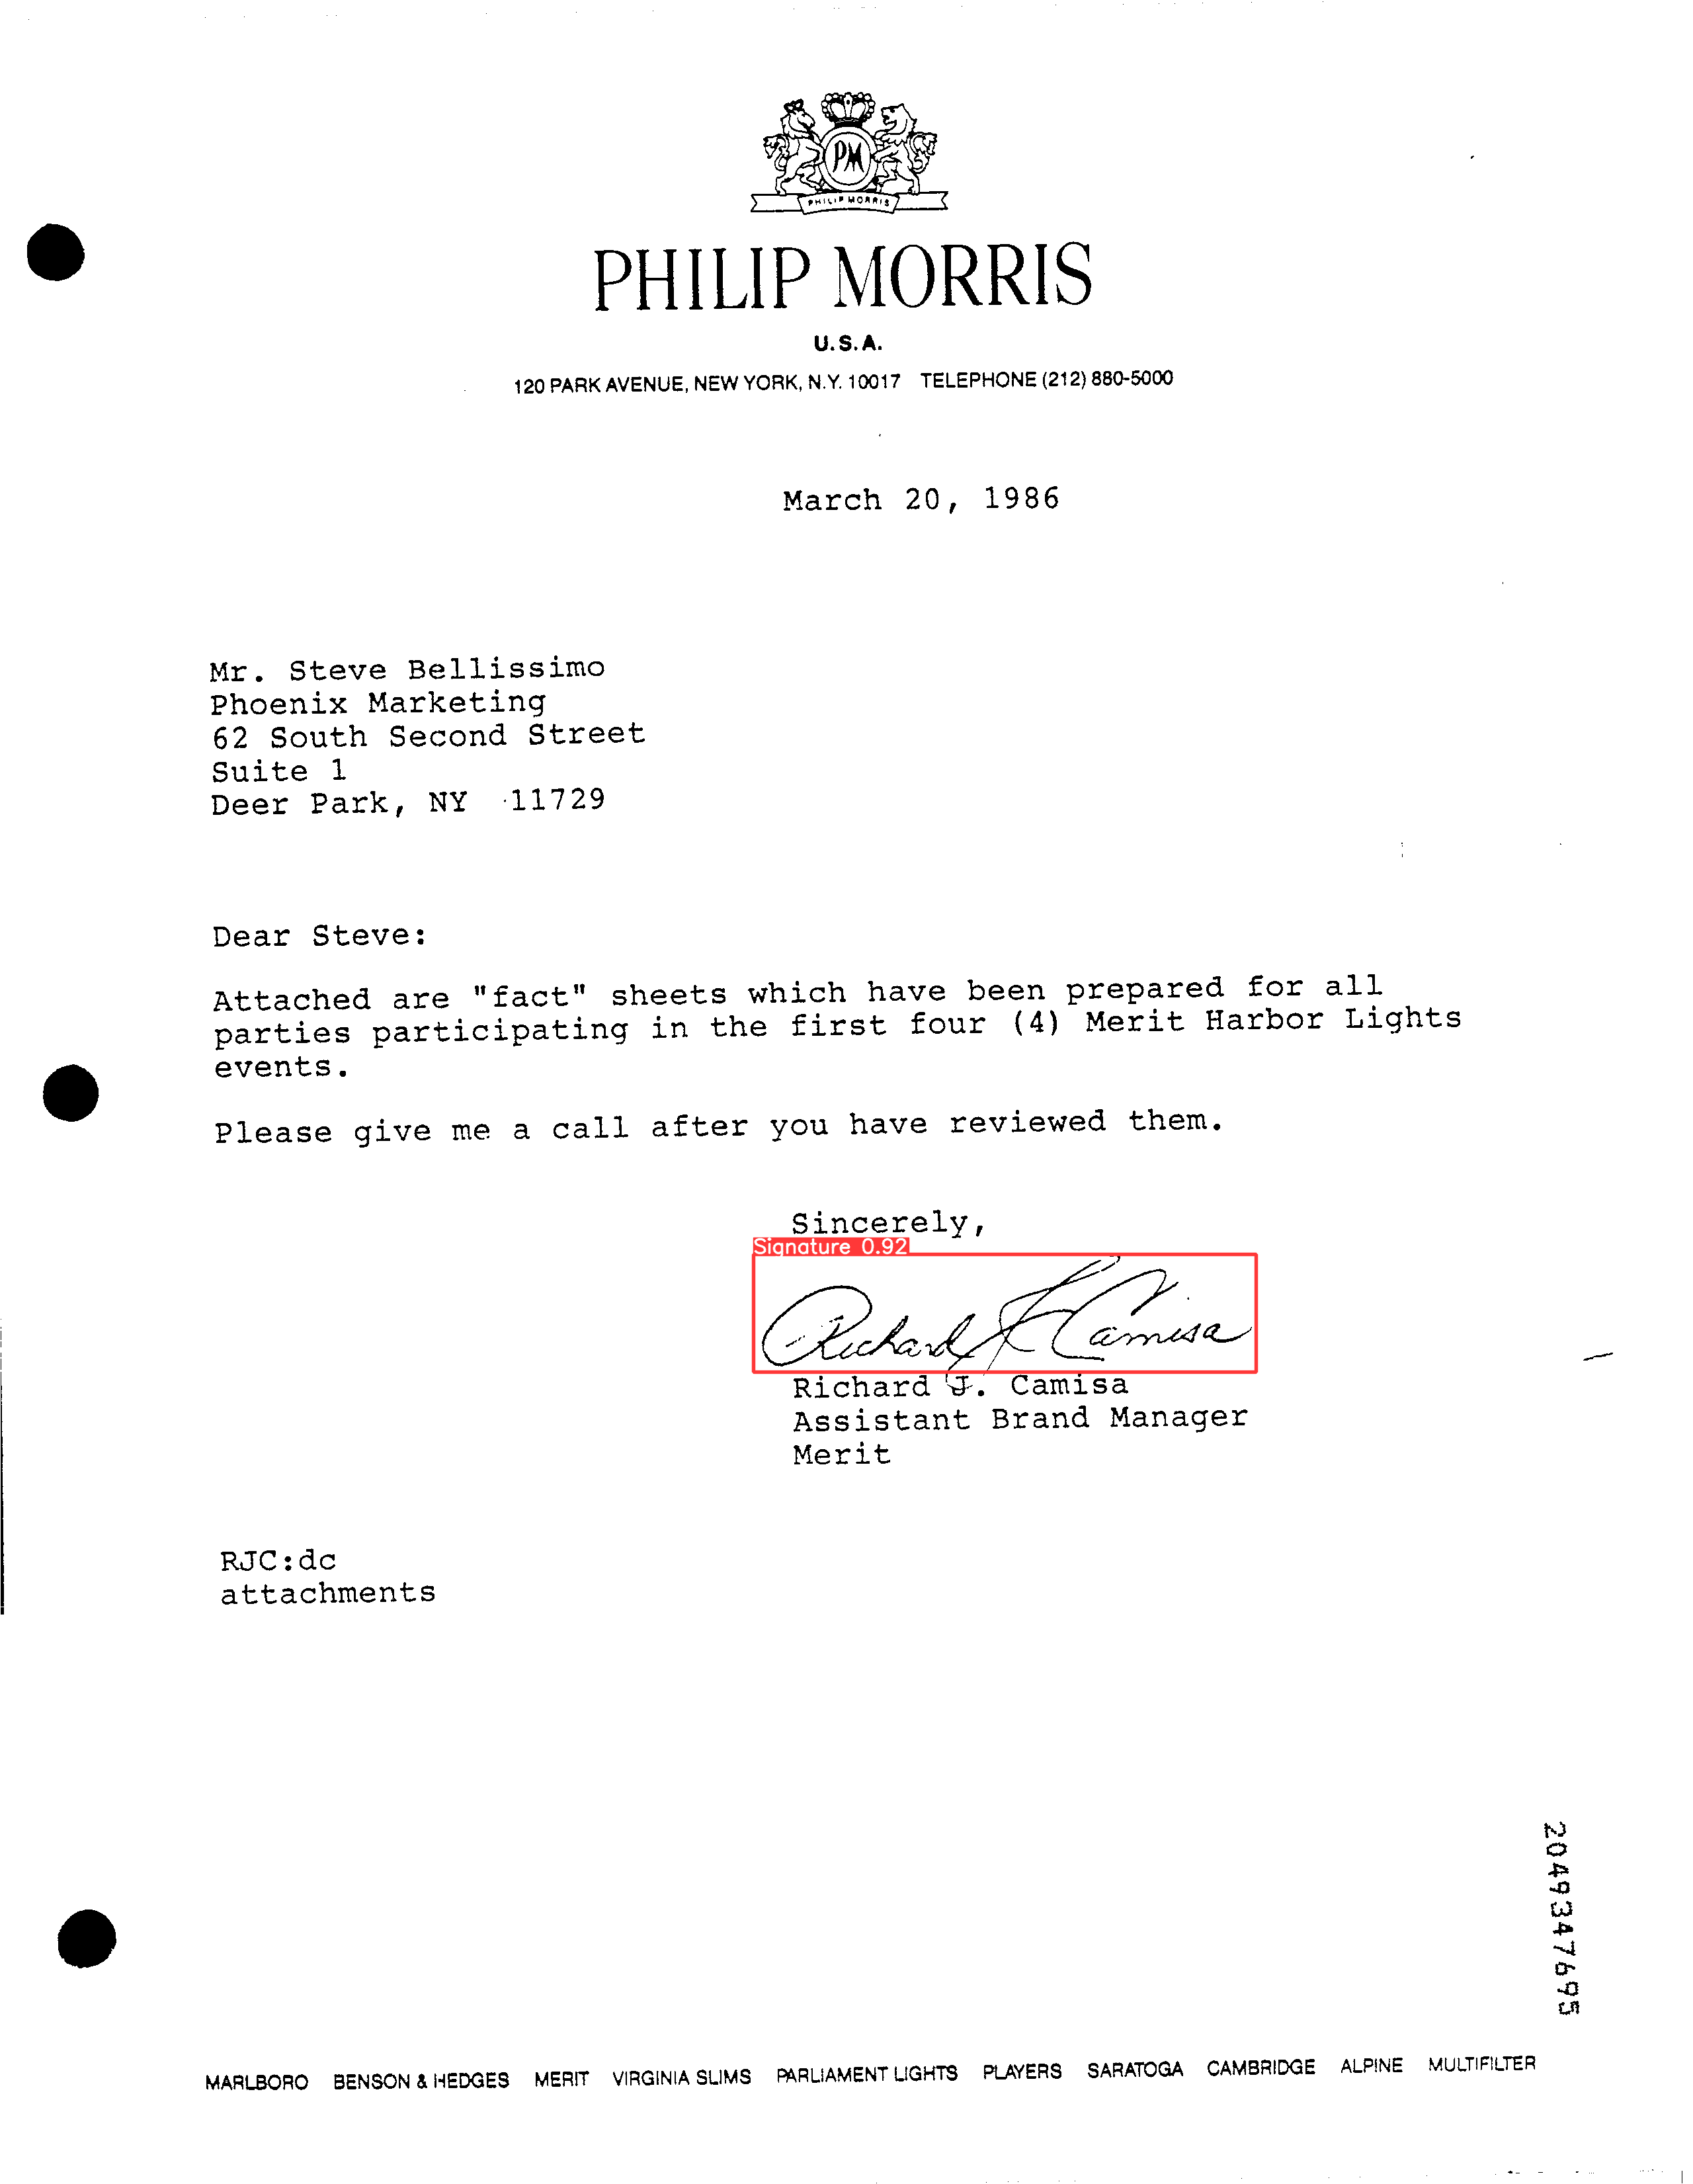 PM
PHILIP MORRIS
PHILIP MORRIS
U.S.A.
120 PARK AVENUE, NEW YORK, N.Y. 10017 TELEPHONE (212) 880-5000
March 20, 1986
Mr. Steve Bellissimo
Phoenix Marketing
62 South Second Street
Suite 1
Deer Park, NY 11729
Dear Steve:
Attached are "fact" sheets which have been prepared for all
parties participating in the first four (4) Merit Harbor Lights
events.
Please give me a call after you have reviewed them.
Sincerely,
Signature 0.92
Richard J Camisa
Richard J. Camisa
Assistant Brand Manager
Merit
RJC:dc
attachments
2049347695
MARLBORO BENSON & HEDGES MERIT VIRGINIA SLIMS PARLIAMENT LIGHTS PLAYERS SARATOGA CAMBRIDGE ALPINE MULTIFILTER